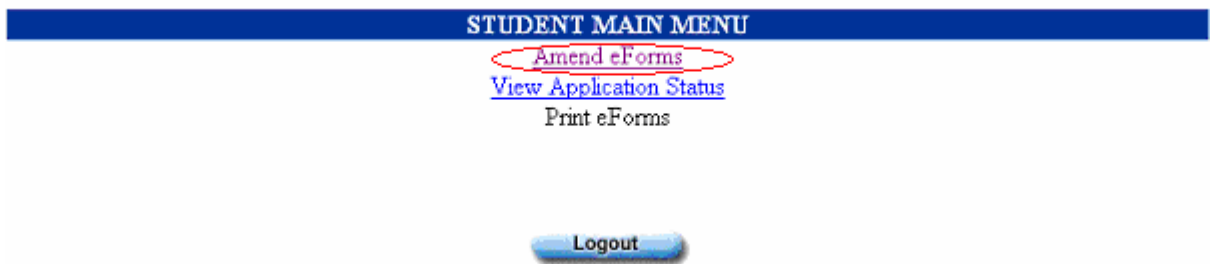 STUDENT MAIN MENU
Amend eForms
View Application Status
Print eForms
Logout